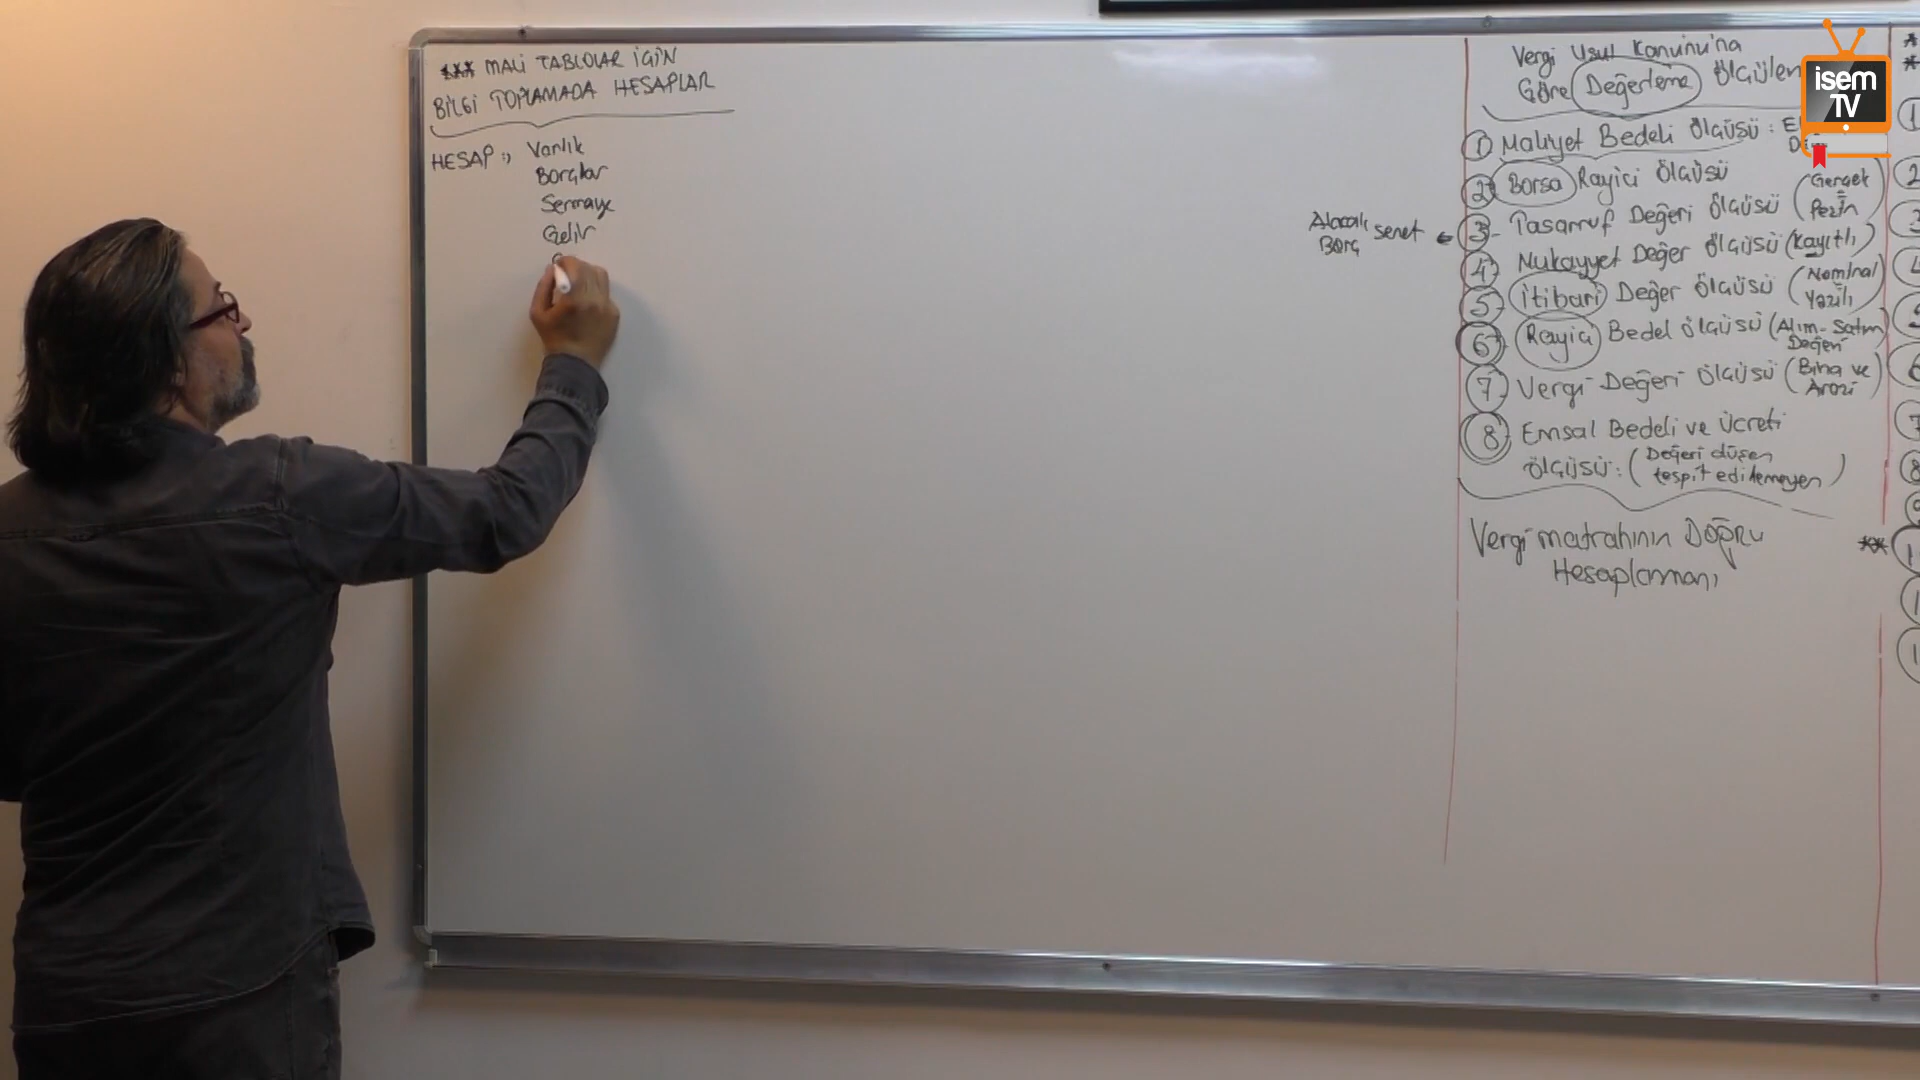 *** MALİ TABLOLAR İÇİN
BİLGİ TOPLAMADA HESAPLAR
HESAP:, Varlık
Borçlar
Sermaye
Gelir
Alacak senet
Borç
Vergi Usul Kanunu'na
Göre Değerleme Ölçülen
① Maliyet Bedeli Ölçüsü :
② Borsa Rayici Ölçüsü (Gerçek
③- Tasarruf Değeri Ölçüsü (Peşin)
④ Mukayyet Değer Ölçüsü (kayıtlı)
⑤ İtibari Değer Ölçüsü (Nominal
Yazılı)
⑥ Rayici Bedel Ölçüsü (Alım-Satım
Değeri
⑦ Vergi Değeri Ölçüsü (Bina ve
Arazi)
⑧ Emsal Bedeli ve Ücreti
Ölçüsü: (Değeri düşen
tespit edilemeyen)
Vergi matrahının DOĞRU
Hesaplanması
**
isem
TV